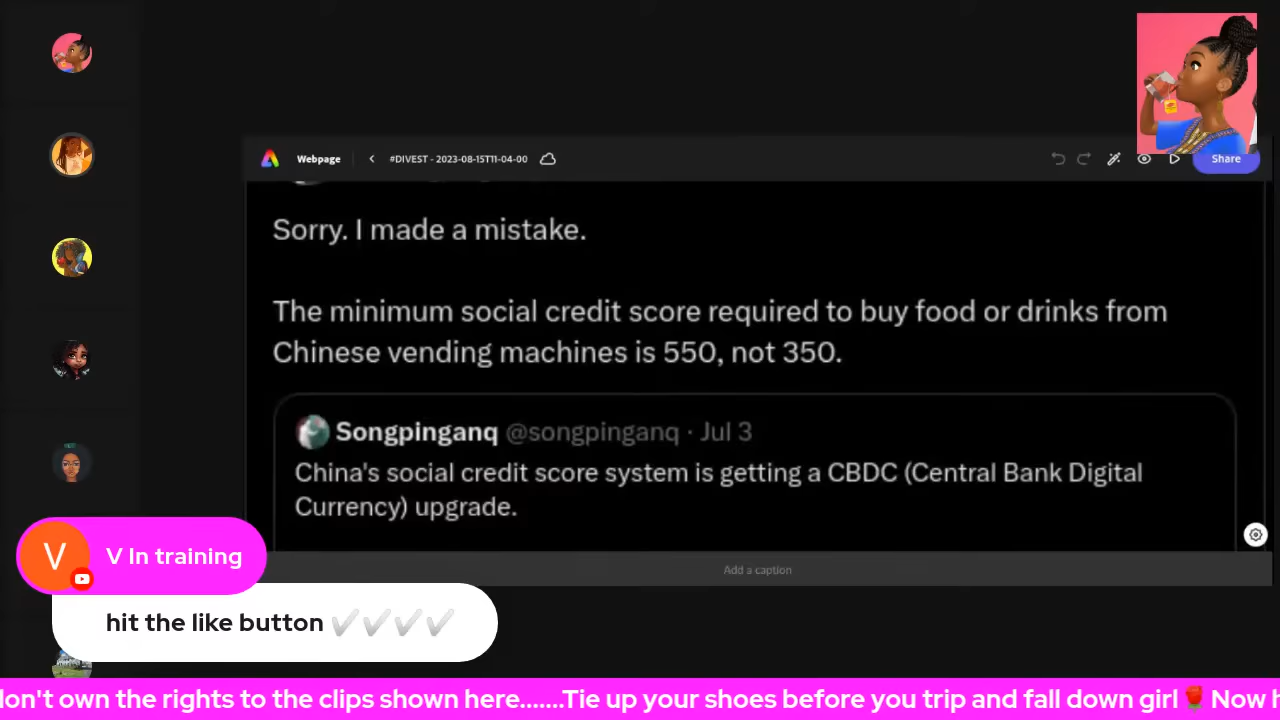 Webpage
#DIVEST - 2023-08-15T11-04-00
Share
Sorry. I made a mistake.
The minimum social credit score required to buy food or drinks from
Chinese vending machines is 550, not 350.
Songpinganq @songpinganq · Jul 3
China's social credit score system is getting a CBDC (Central Bank Digital
Currency) upgrade.
Add a caption
V
V In training
hit the like button ✔✔✔✔
don't own the rights to the clips shown here.......Tie up your shoes before you trip and fall down girl🌹Now h